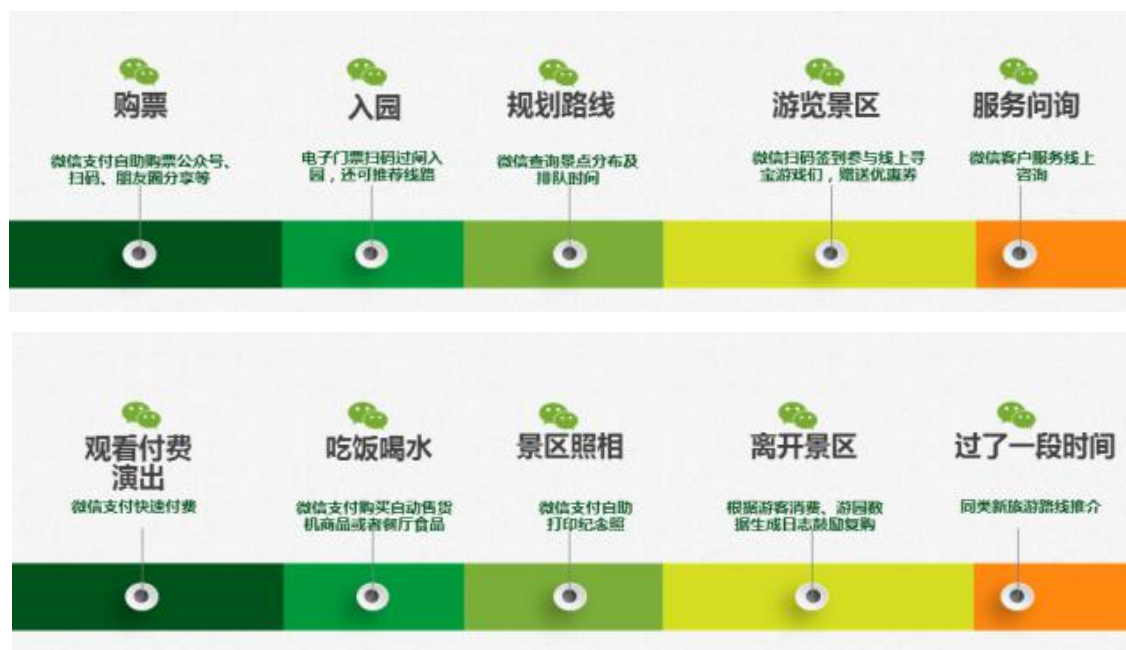 购票
微信支付自助购票公众号、
扫码、朋友圈分享等
入园
电子门票扫码过闸入
园，还可推荐线路
规划路线
微信查询景点分布及
排队时间
游览景区
微信扫码签到参与线上寻
宝游戏们，赠送优惠券
服务问询
微信客户服务线上
咨询
观看付费
演出
微信支付快速付费
吃饭喝水
微信支付购买自动售货
机商品或者餐厅食品
景区照相
微信支付自助
打印纪念照
离开景区
根据游客消费、游园数
据生成日志鼓励复购
过了一段时间
同类新旅游路线推介